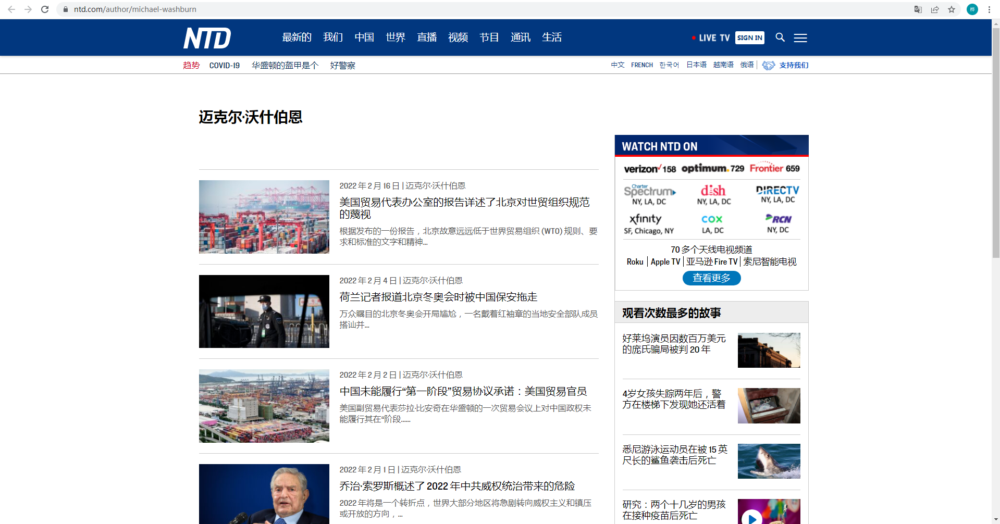 ntd.com/author/michael-washburn
桦
NTD
最新的 我们 中国 世界 直播 视频 节目 通讯 生活
LIVE TV SIGN IN
趋势 COVID-19 华盛顿的盔甲是个 好警察
中文 FRENCH 한국어 日本语 越南语 俄语 支持我们
迈克尔·沃什伯恩
2022 年 2 月 16 日 | 迈克尔·沃什伯恩
美国贸易代表办公室的报告详述了北京对世贸组织规范
的蔑视
根据发布的一份报告，北京故意远远低于世界贸易组织 (WTO) 规则、要
求和标准的文字和精神...
2022 年 2 月 4 日 | 迈克尔·沃什伯恩
荷兰记者报道北京冬奥会时被中国保安拖走
万众瞩目的北京冬奥会开局尴尬，一名戴着红袖章的当地安全部队成员
搭讪并...
2022 年 2 月 2 日 | 迈克尔·沃什伯恩
中国未能履行“第一阶段”贸易协议承诺：美国贸易官员
美国副贸易代表莎拉·比安奇在华盛顿的一次贸易会议上对中国政权未
能履行其在“阶段......
2022 年 2 月 1 日 | 迈克尔·沃什伯恩
乔治·索罗斯概述了 2022 年中共威权统治带来的危险
2022 年将是一个转折点，世界大部分地区将急剧转向威权主义和镇压
或开放的方向，...
WATCH NTD ON
verizon 158 optimum. 729 Frontier 659
Charter
Spectrum dish DIRECTV
NY, LA, DC NY, LA, DC NY, LA, DC
xfinity COX RCN
SF, Chicago, NY LA, DC NY, DC
70 多个天线电视频道
Roku | Apple TV | 亚马逊 Fire TV | 索尼智能电视
查看更多
观看次数最多的故事
好莱坞演员因数百万美元
的庞氏骗局被判 20 年
4岁女孩失踪两年后，警
方在楼梯下发现她还活着
悉尼游泳运动员在被 15 英
尺长的鲨鱼袭击后死亡
研究：两个十几岁的男孩
在接种疫苗后死亡